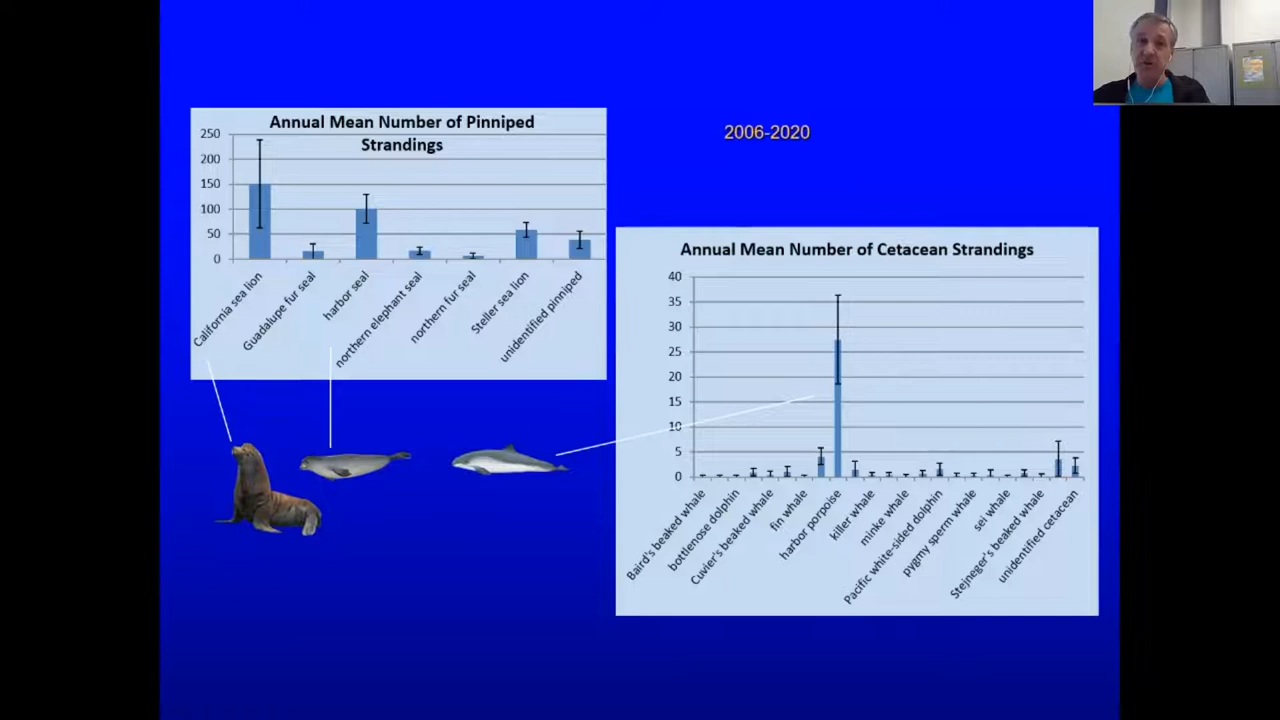 Annual Mean Number of Pinniped
Strandings
250
200
150
100
50
0
California sea lion
Guadalupe fur seal
harbor seal
northern elephant seal
northern fur seal
Steller sea lion
unidentified pinniped
2006-2020
Annual Mean Number of Cetacean Strandings
40
35
30
25
20
15
10
5
0
Baird's beaked whale
bottlenose dolphin
Cuvier's beaked whale
fin whale
harbor porpoise
killer whale
minke whale
Pacific white-sided dolphin
pygmy sperm whale
sei whale
Stejneger's beaked whale
unidentified cetacean